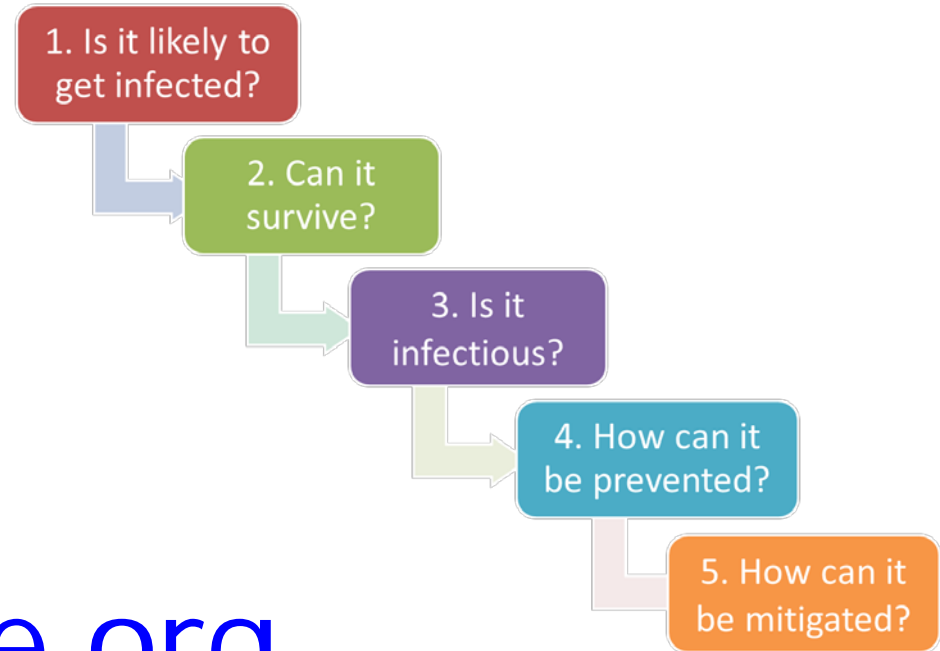 1. Is it likely to
get infected?
2. Can it
survive?
3. Is it
infectious?
4. How can it
be prevented?
5. How can it
be mitigated?
e.org